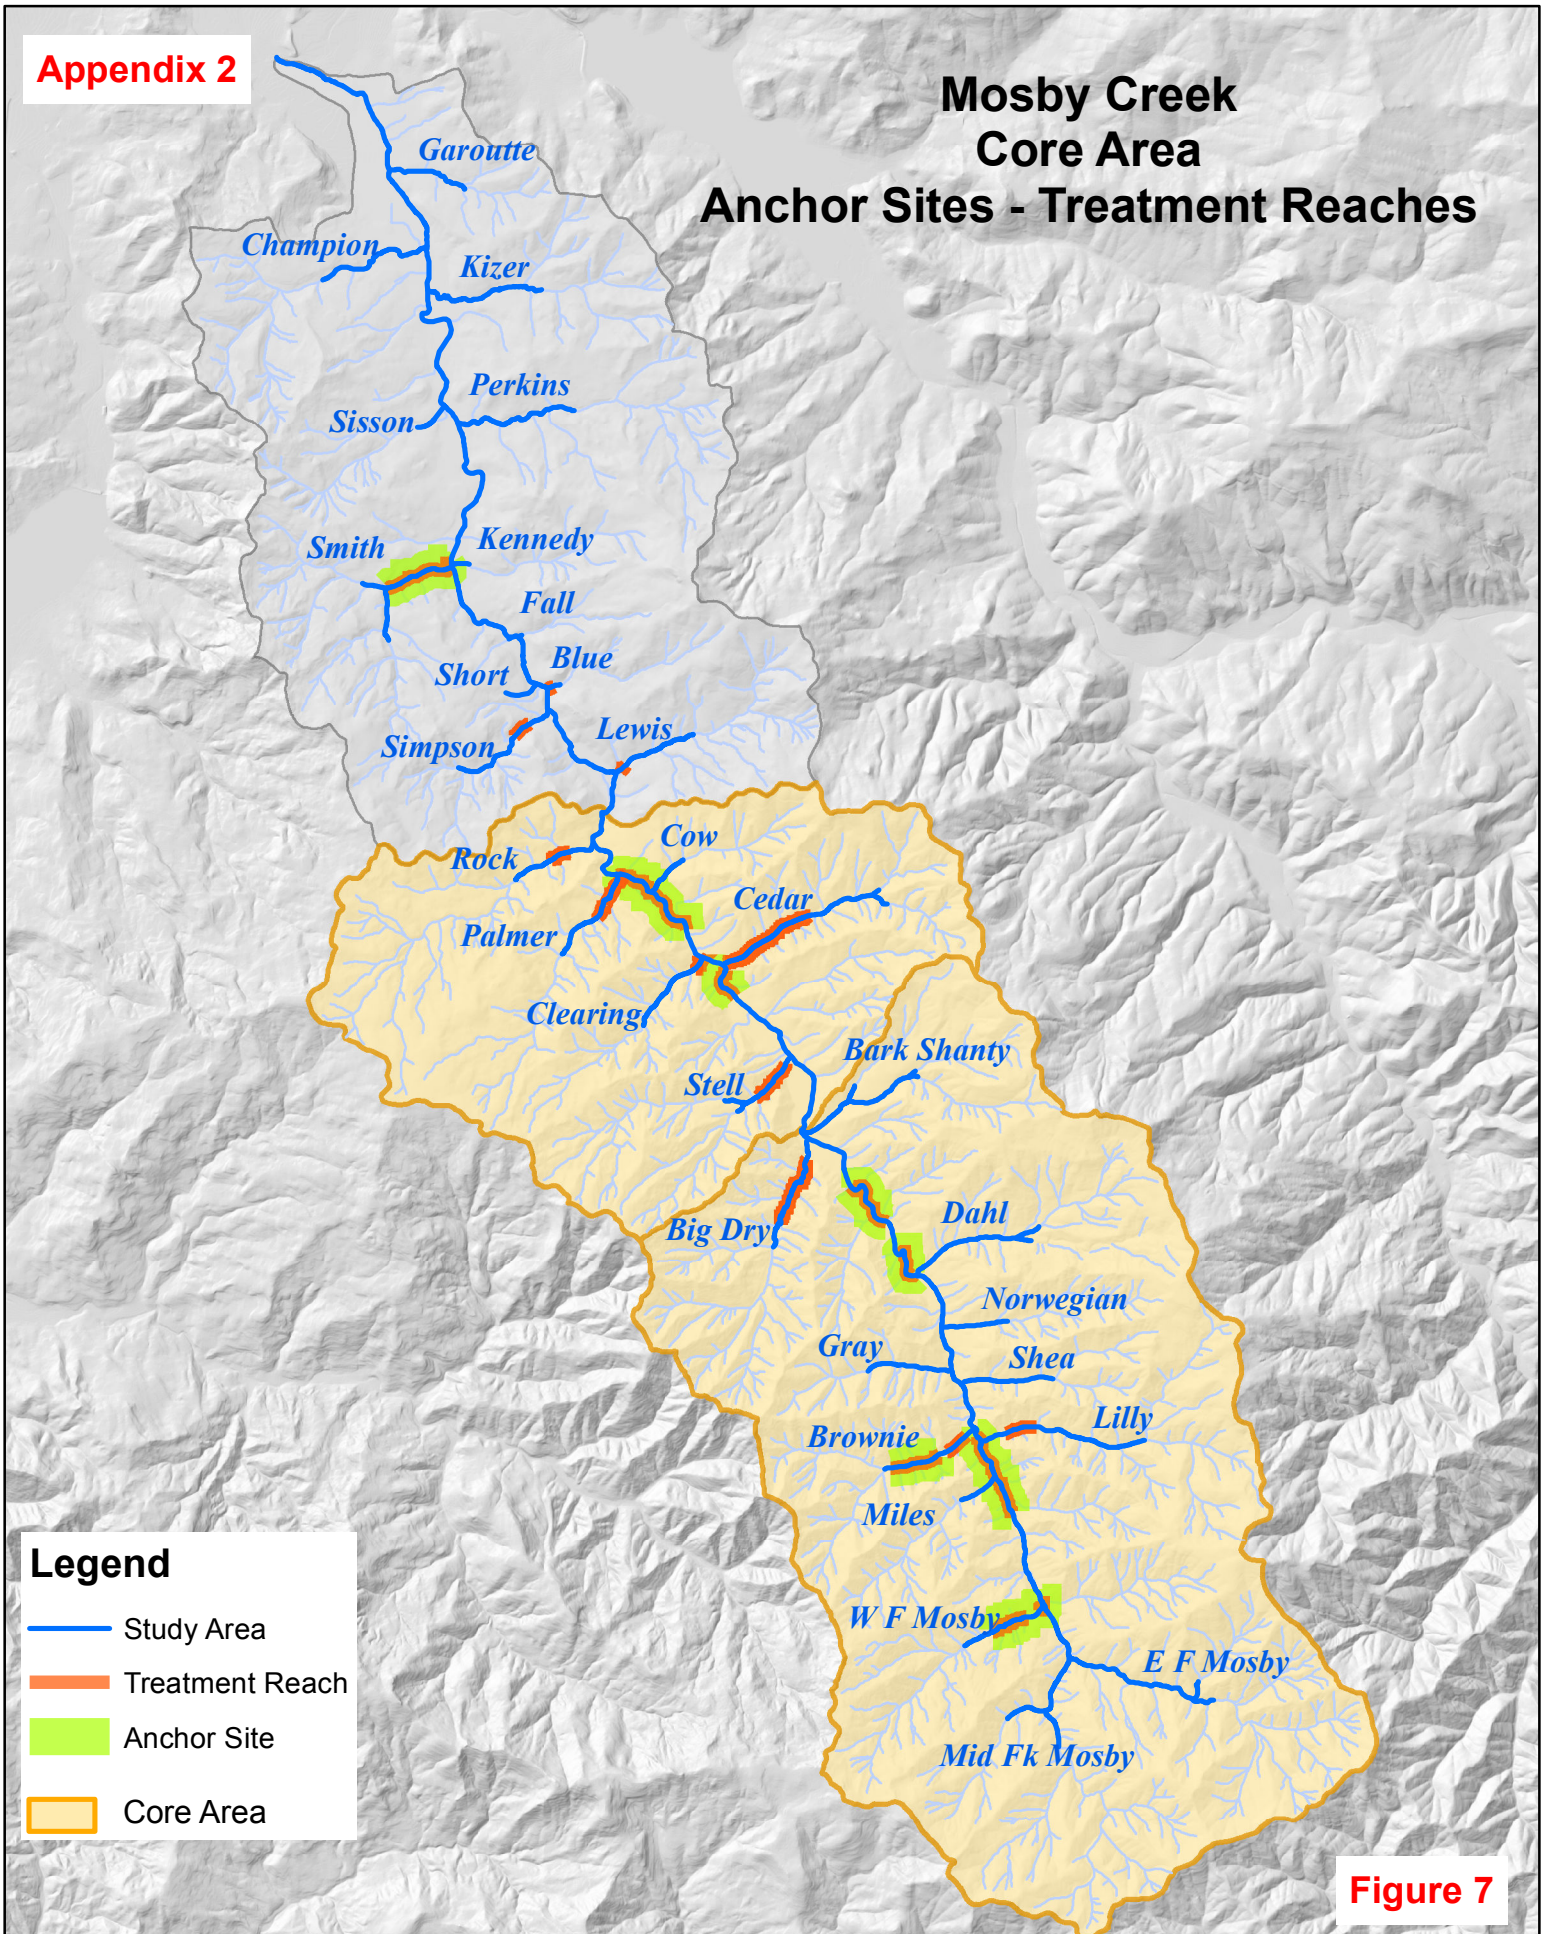 Appendix 2
Mosby Creek
Core Area
Anchor Sites - Treatment Reaches
Garoutte
Champion
Kizer
Perkins
Sisson
Kennedy
Smith
Fall
Blue
Short
Lewis
Simpson
Cow
Rock
Cedar
Palmer
Clearing
Bark Shanty
Stell
Dahl
Big Dry
Norwegian
Gray
Shea
Lilly
Brownie
Miles
W F Mosby
E F Mosby
Mid Fk Mosby
Legend
Study Area
Treatment Reach
Anchor Site
Core Area
Figure 7